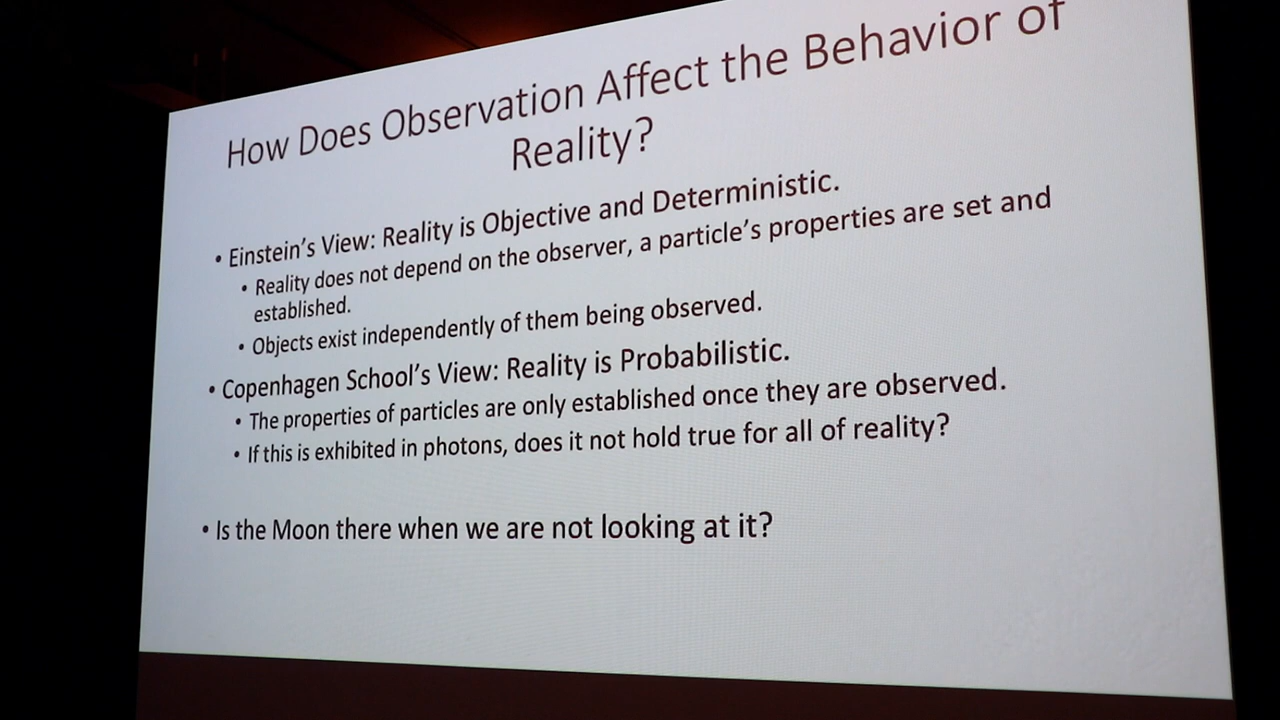 How Does Observation Affect the Behavior of
Reality?
• Einstein's View: Reality is Objective and Deterministic.
• Reality does not depend on the observer, a particle's properties are set and
established.
• Objects exist independently of them being observed.
• Copenhagen School's View: Reality is Probabilistic.
• The properties of particles are only established once they are observed.
• If this is exhibited in photons, does it not hold true for all of reality?
• Is the Moon there when we are not looking at it?